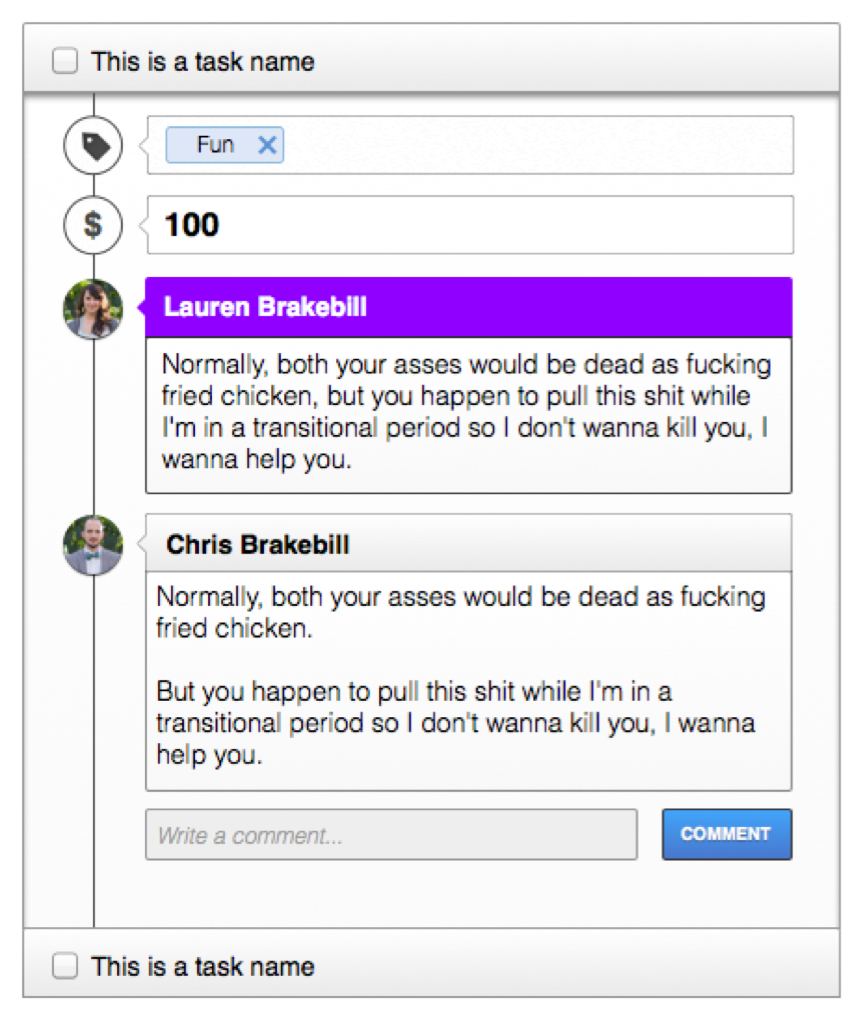 This is a task name
Fun
$
100
Lauren Brakebill
Normally, both your asses would be dead as fucking
fried chicken, but you happen to pull this shit while
I'm in a transitional period so I don't wanna kill you, I
wanna help you.
Chris Brakebill
Normally, both your asses would be dead as fucking
fried chicken.
But you happen to pull this shit while I'm in a
transitional period so I don't wanna kill you, I wanna
help you.
Write a comment...
COMMENT
This is a task name